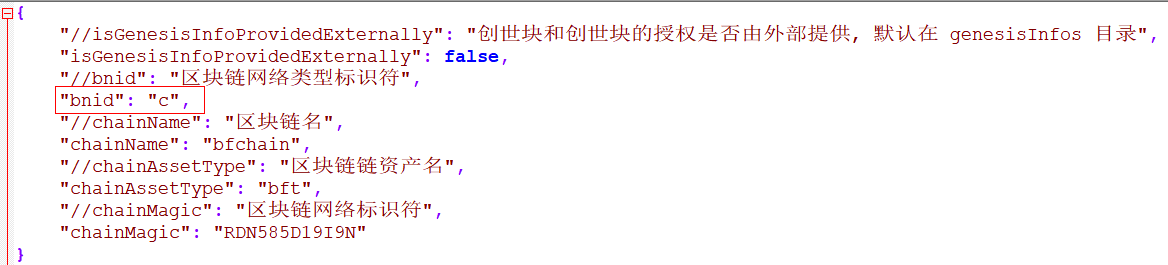 {
"//isGenesisInfoProvidedExternally": "创世块和创世块的授权是否由外部提供, 默认在 genesisInfos 目录",
"isGenesisInfoProvidedExternally": false,
"//bnid": "区块链网络类型标识符",
"bnid": "c",
"//chainName": "区块链名",
"chainName": "bfchain",
"//chainAssetType": "区块链链资产名",
"chainAssetType": "bft",
"//chainMagic": "区块链网络标识符",
"chainMagic": "RDN585D19I9N"
}